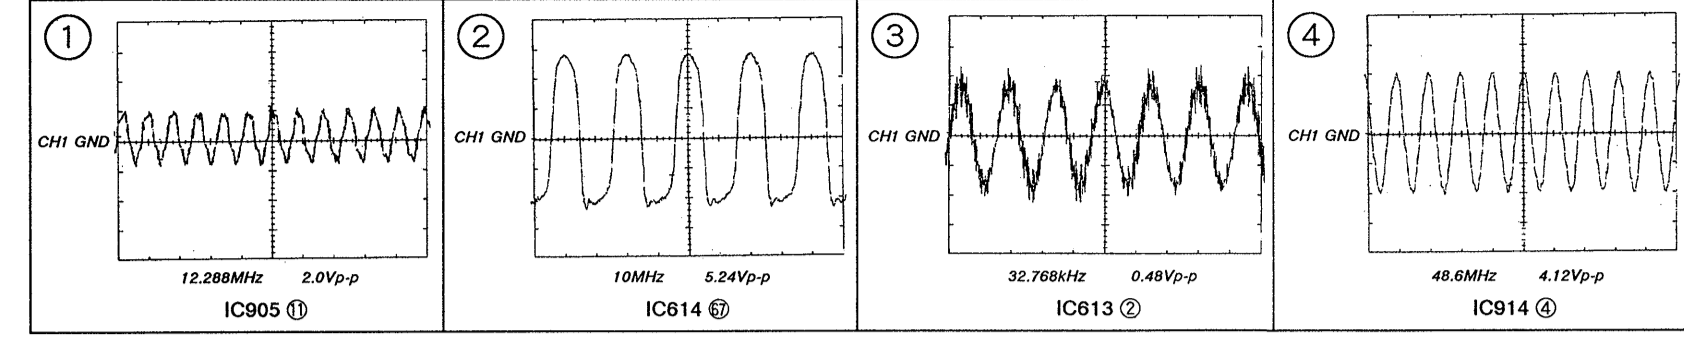 ①
CH1 GND
12.288MHz 2.0Vp-p
IC905 ⑪
②
CH1 GND
10MHz 5.24Vp-p
IC614 ㊿
③
CH1 GND
32.768kHz 0.48Vp-p
IC613 ②
④
CH1 GND
48.6MHz 4.12Vp-p
IC914 ④